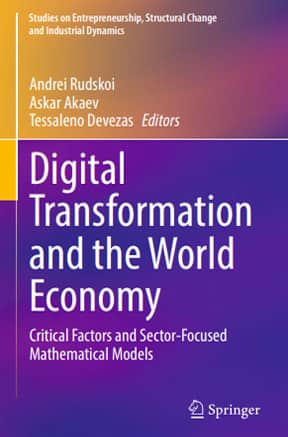 Studies on Entrepreneurship, Structural Change
and Industrial Dynamics
Andrei Rudskoi
Askar Akaev
Tessaleno Devezas Editors
Digital
Transformation
and the World
Economy
Critical Factors and Sector-Focused
Mathematical Models
Springer